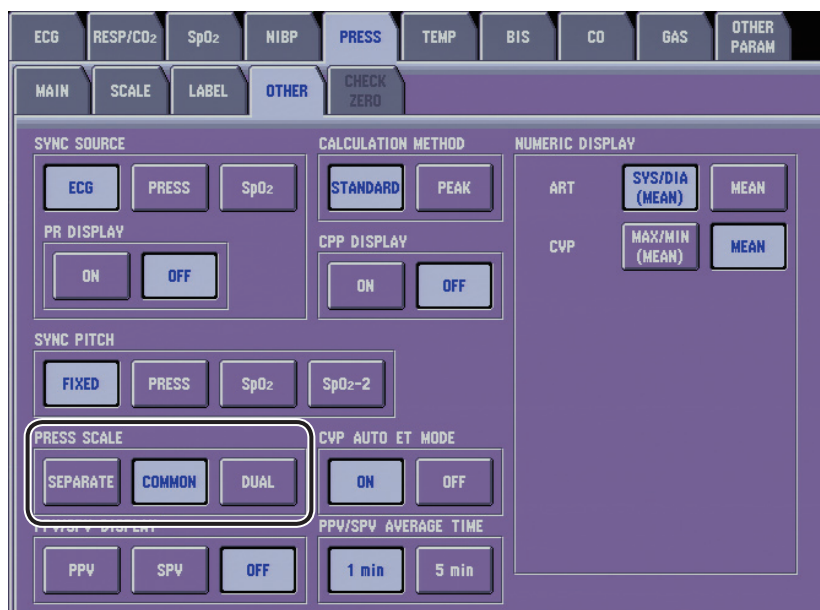 ECG RESP/CO2 SpO2 NIBP PRESS TEMP BIS CO GAS OTHER PARAM
MAIN SCALE LABEL OTHER CHECK ZERO
SYNC SOURCE CALCULATION METHOD NUMERIC DISPLAY
ECG PRESS SpO2 STANDARD PEAK ART SYS/DIA (MEAN) MEAN
PR DISPLAY CPP DISPLAY CVP MAX/MIN (MEAN) MEAN
ON OFF ON OFF
SYNC PITCH
FIXED PRESS SpO2 SpO2-2
PRESS SCALE CVP AUTO ET MODE
SEPARATE COMMON DUAL ON OFF
PPV/SPV DISPLAY PPV/SPV AVERAGE TIME
PPV SPV OFF 1 min 5 min